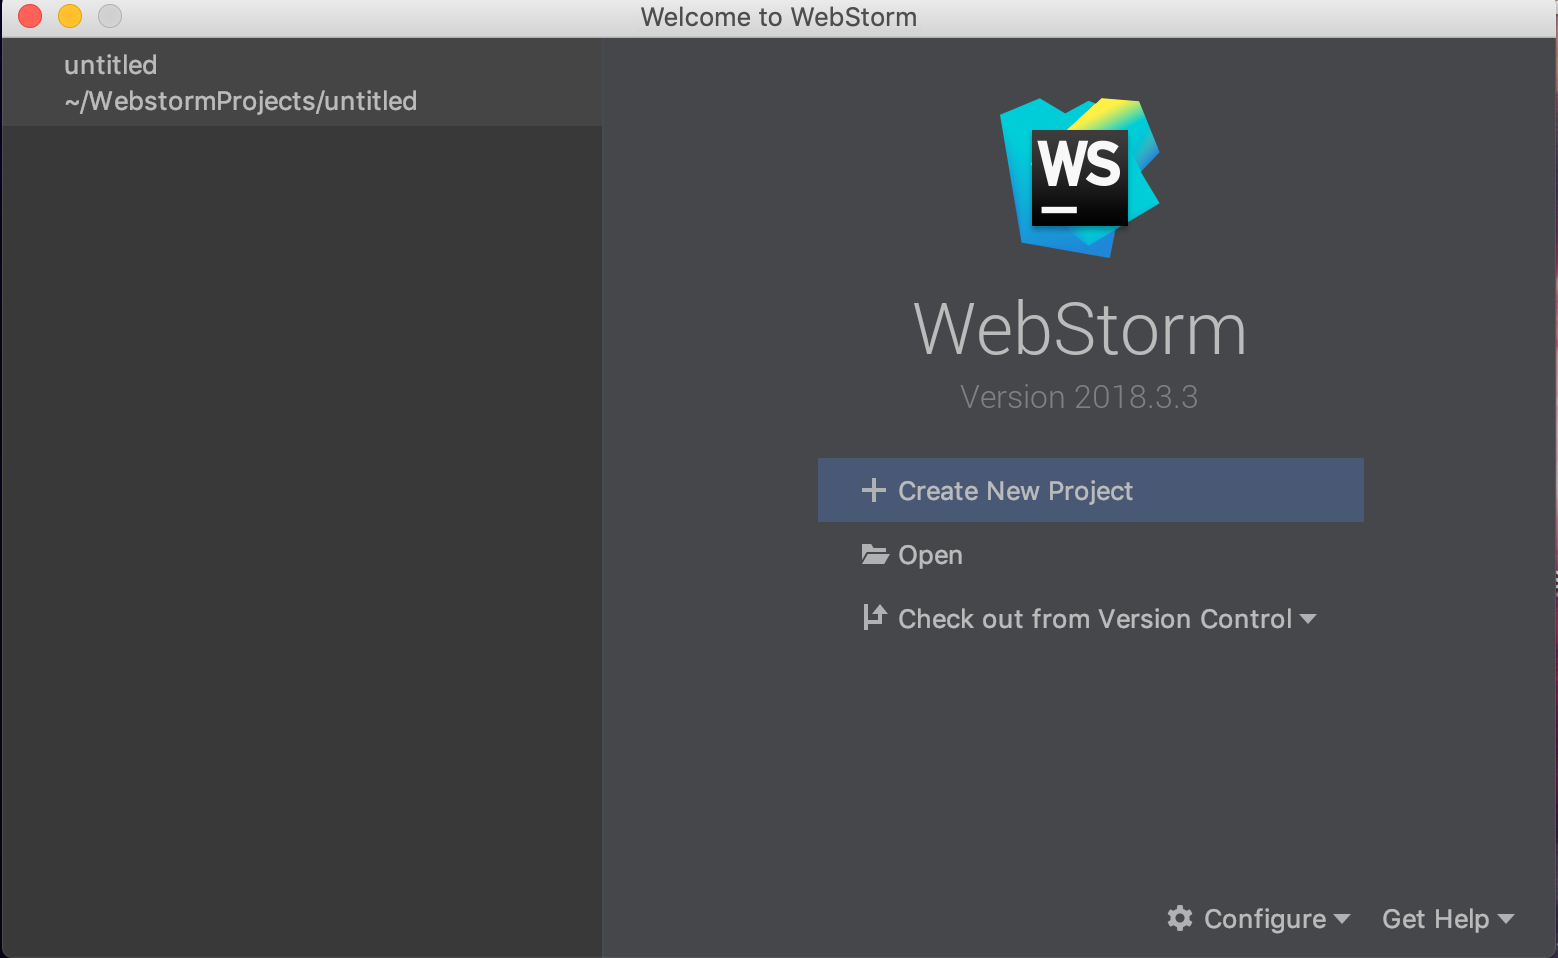 Welcome to WebStorm
untitled
~/WebstormProjects/untitled
WS
WebStorm
Version 2018.3.3
Create New Project
Open
Check out from Version Control
Configure
Get Help